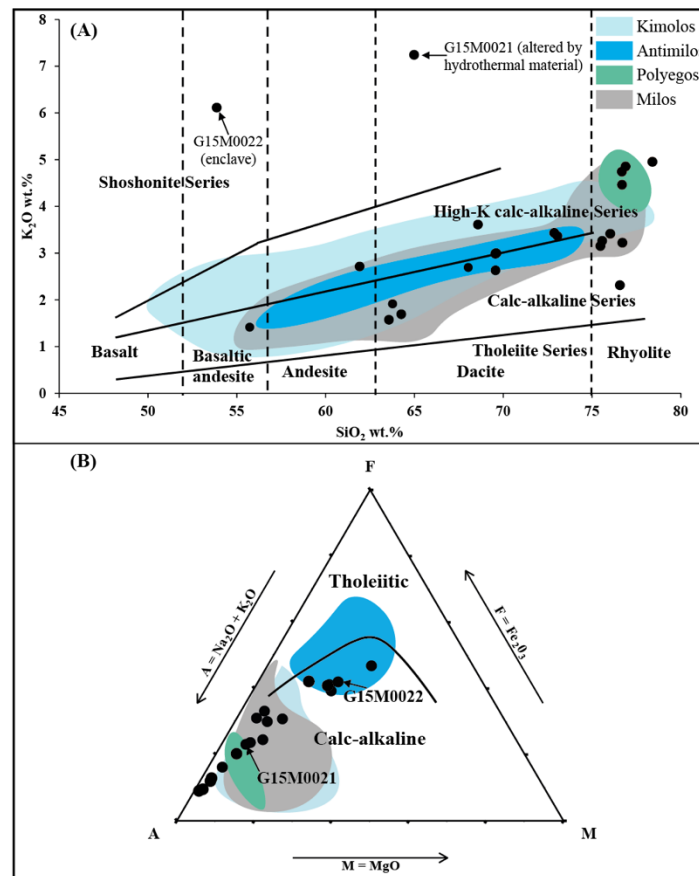 (A)
Kimolos
Antimilos
Polyegos
Milos
G15M0021 (altered by
hydrothermal material)
G15M0022
(enclave)
Shoshonite Series
High-K calc-alkaline Series
Calc-alkaline Series
Tholeiite Series
Basalt
Basaltic
andesite
Andesite
Dacite
Rhyolite
K₂O wt.%
8
7
6
5
4
3
2
1
0
45
50
55
60
65
70
75
80
SiO₂ wt.%
(B)
F
Tholeiitic
A = Na₂O + K₂O
F = Fe₂0₃
G15M0022
Calc-alkaline
G15M0021
A
M
M = MgO